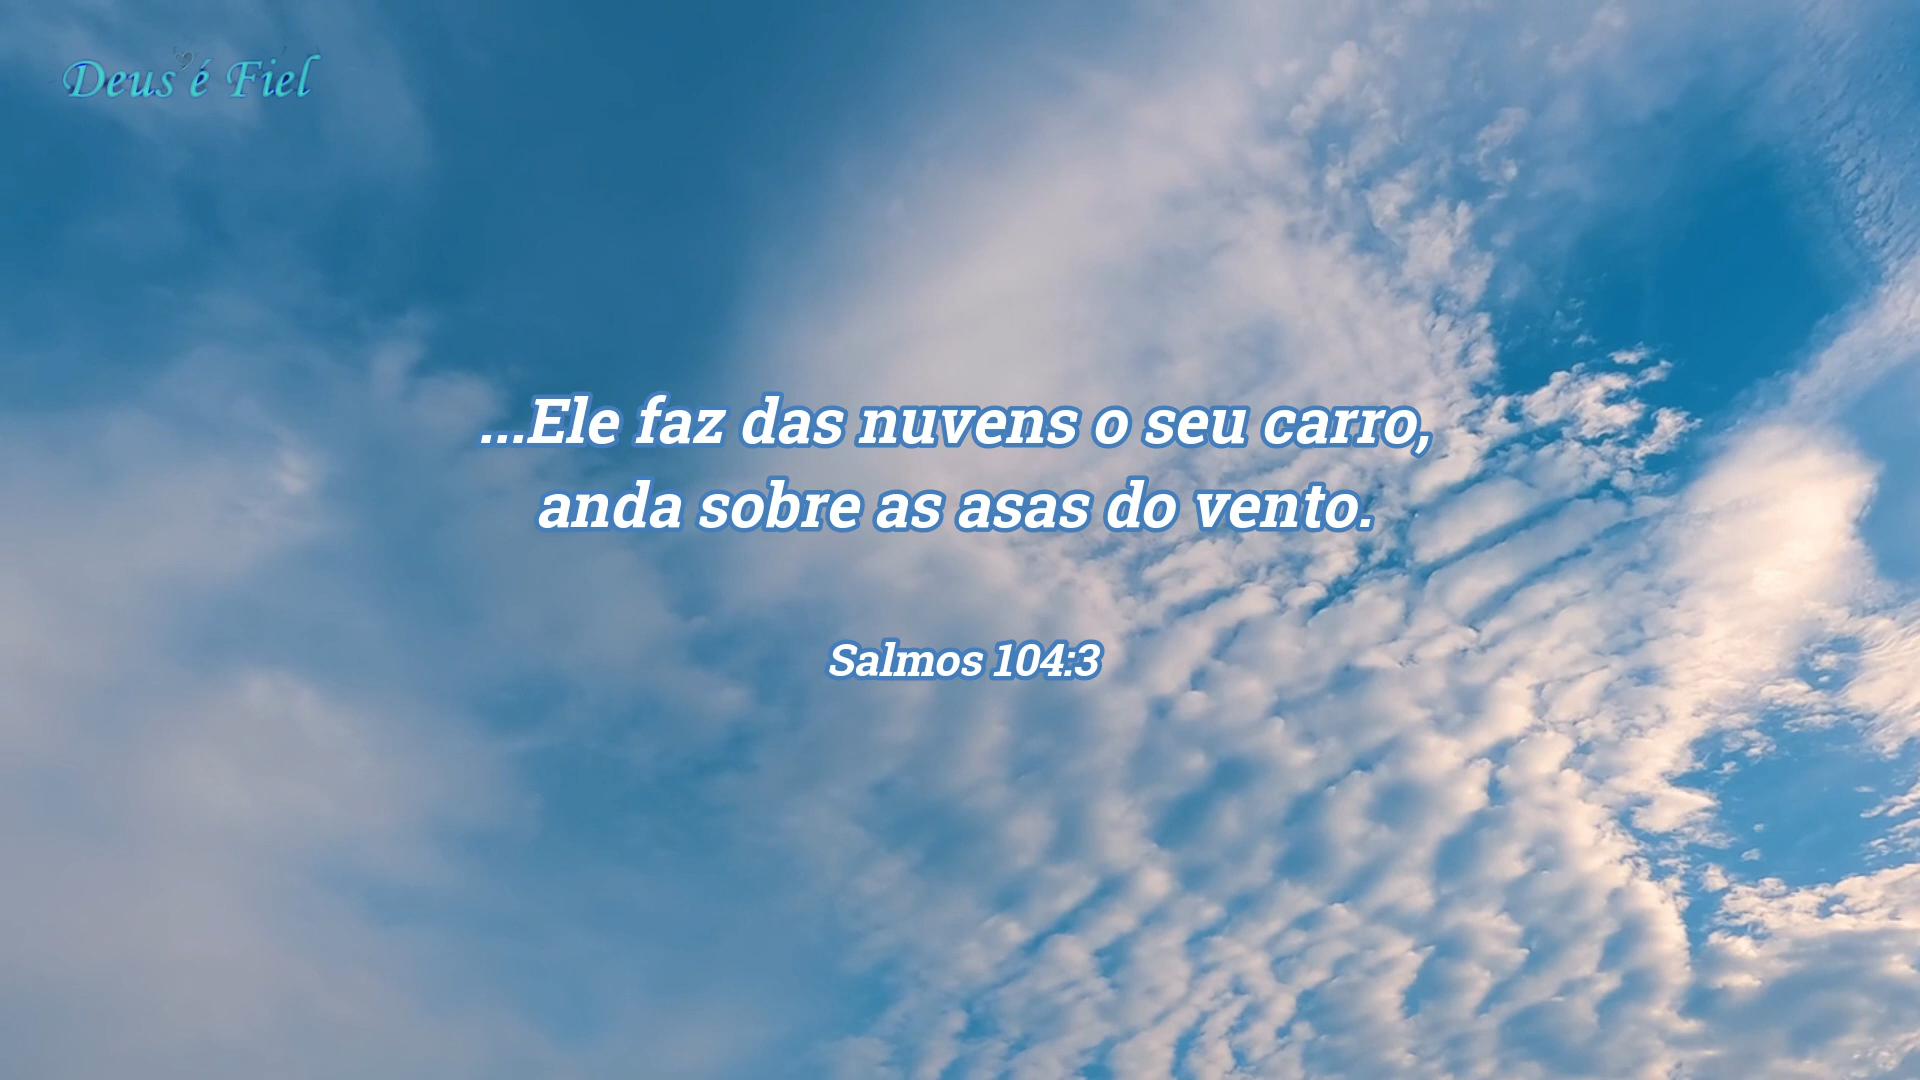 Deus é Fiel
...Ele faz das nuvens o seu carro,
anda sobre as asas do vento.
Salmos 104:3